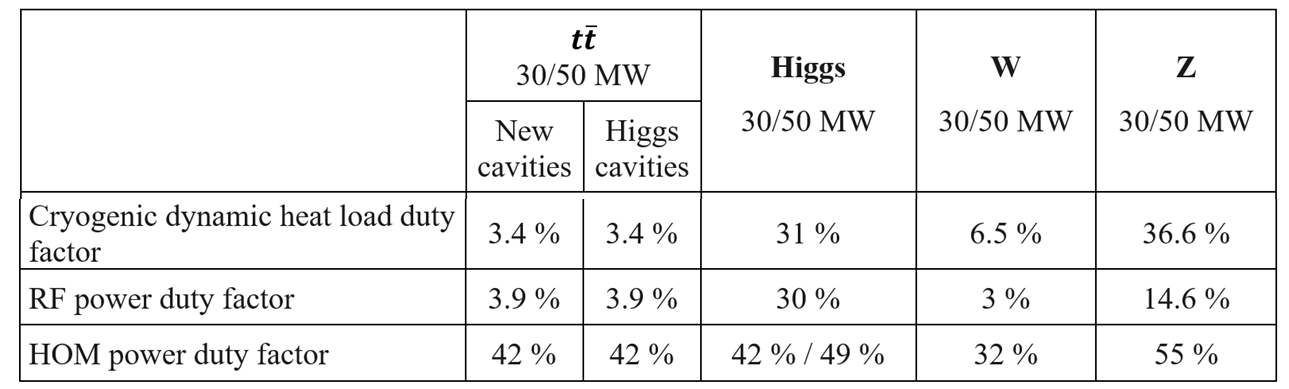 tt̄
30/50 MW
Higgs
30/50 MW
W
30/50 MW
Z
30/50 MW
New
cavities
Higgs
cavities
Cryogenic dynamic heat load duty
factor
3.4 %
3.4 %
31 %
6.5 %
36.6 %
RF power duty factor
3.9 %
3.9 %
30 %
3 %
14.6 %
HOM power duty factor
42 %
42 %
42 % / 49 %
32 %
55 %